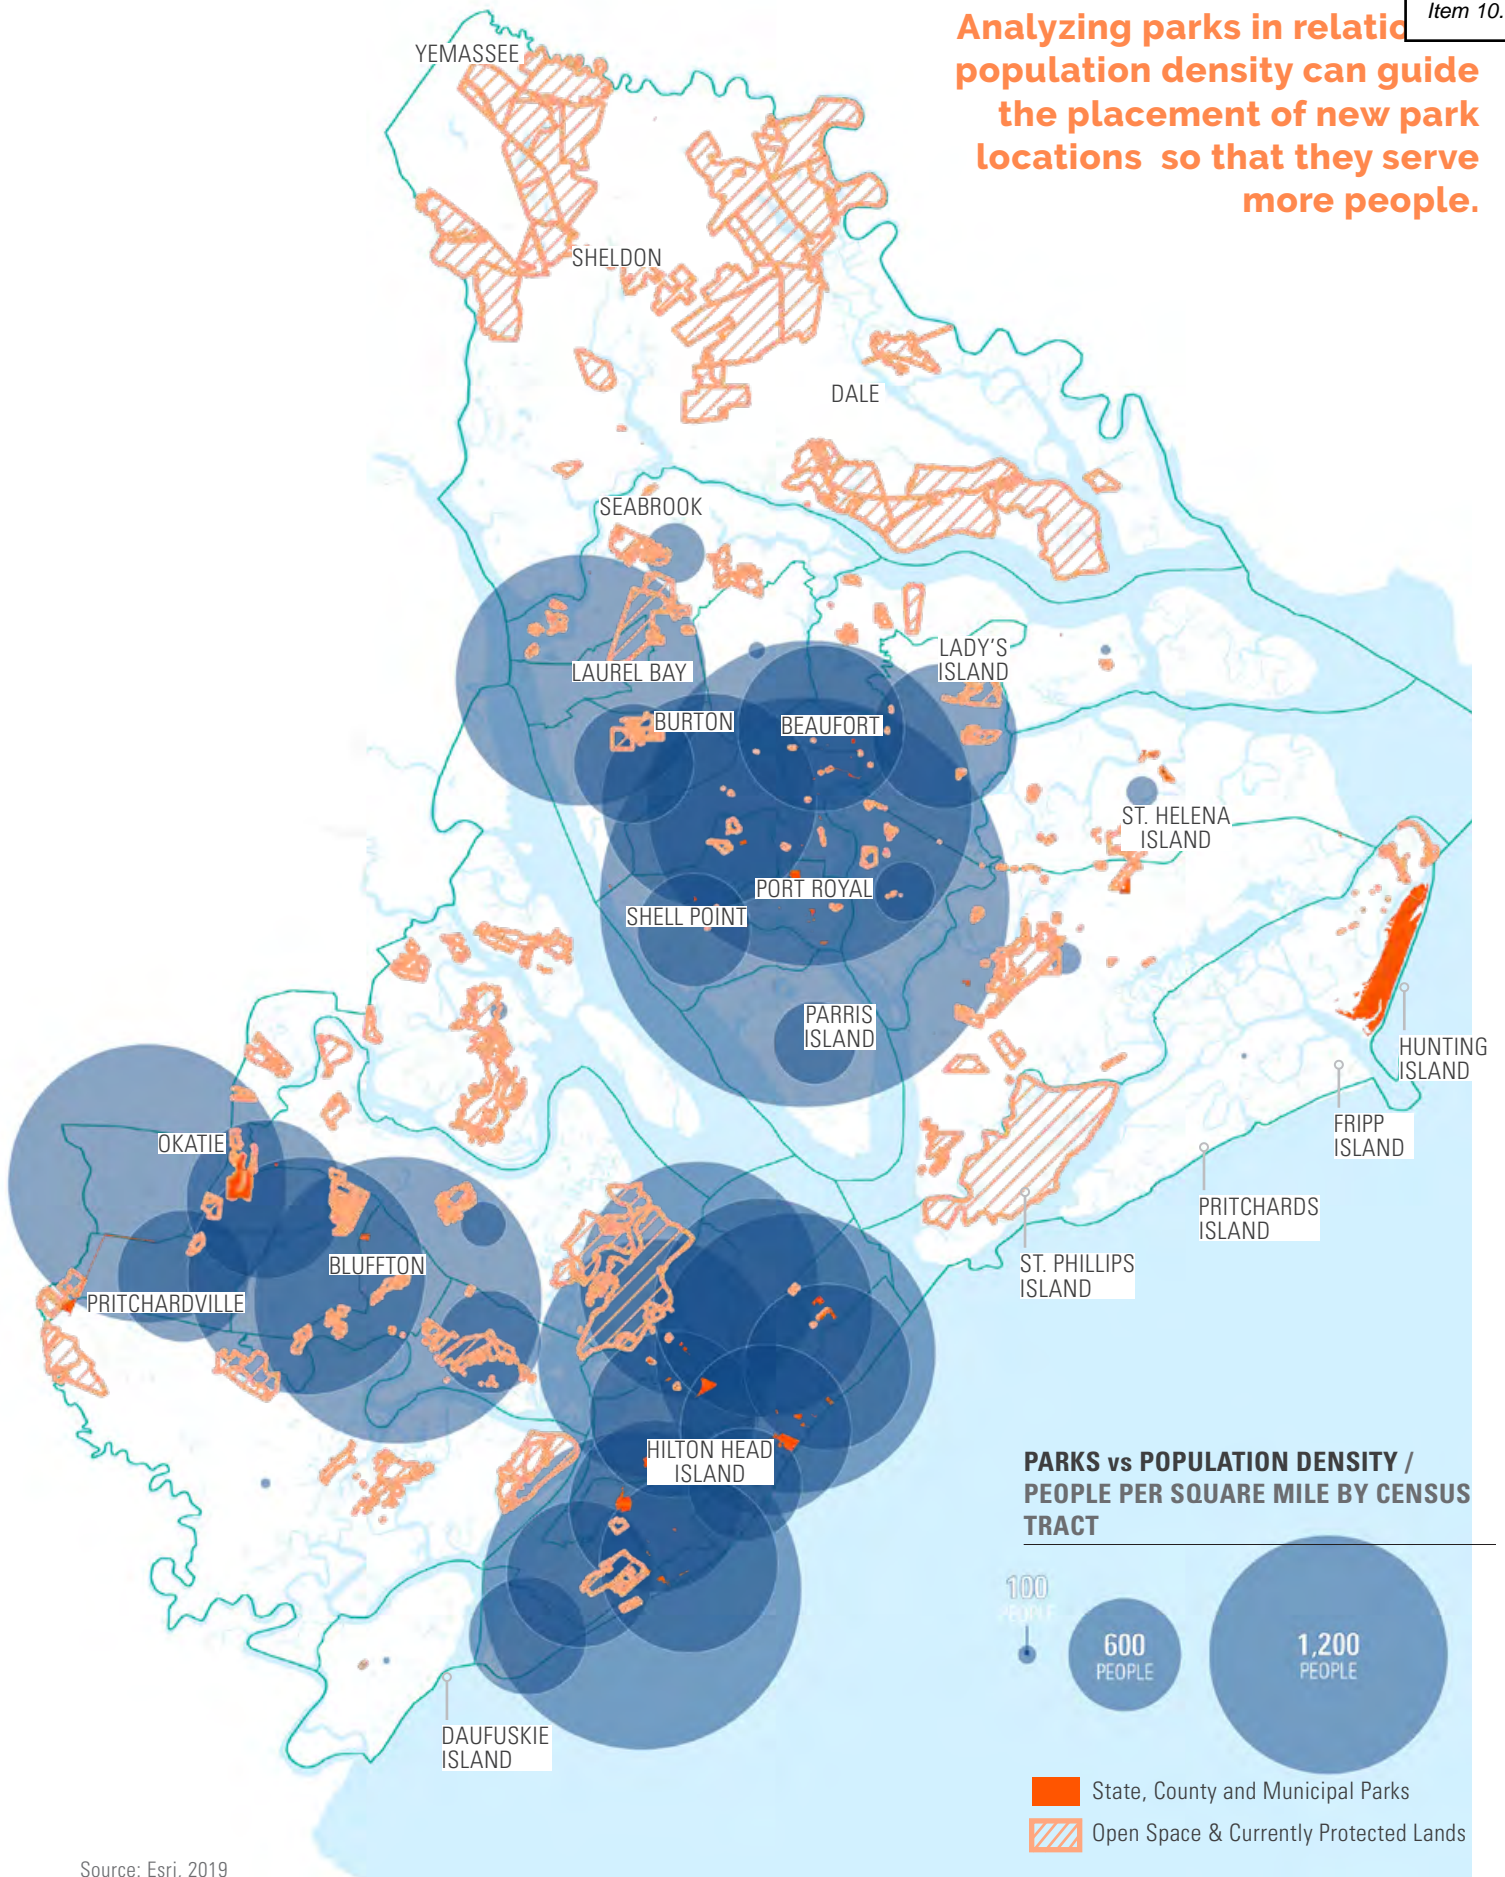 Item 10.
Analyzing parks in relatio
population density can guide
the placement of new park
locations so that they serve
more people.
YEMASSEE
SHELDON
DALE
SEABROOK
LADY'S
ISLAND
LAUREL BAY
BURTON
BEAUFORT
ST. HELENA
ISLAND
PORT ROYAL
SHELL POINT
PARRIS
ISLAND
HUNTING
ISLAND
FRIPP
ISLAND
OKATIE
PRITCHARDS
ISLAND
BLUFFTON
ST. PHILLIPS
ISLAND
PRITCHARDVILLE
HILTON HEAD
ISLAND
DAUFUSKIE
ISLAND
PARKS vs POPULATION DENSITY /
PEOPLE PER SQUARE MILE BY CENSUS
TRACT
100
PEOPLE
600
PEOPLE
1,200
PEOPLE
State, County and Municipal Parks
Open Space & Currently Protected Lands
Source: Esri, 2019